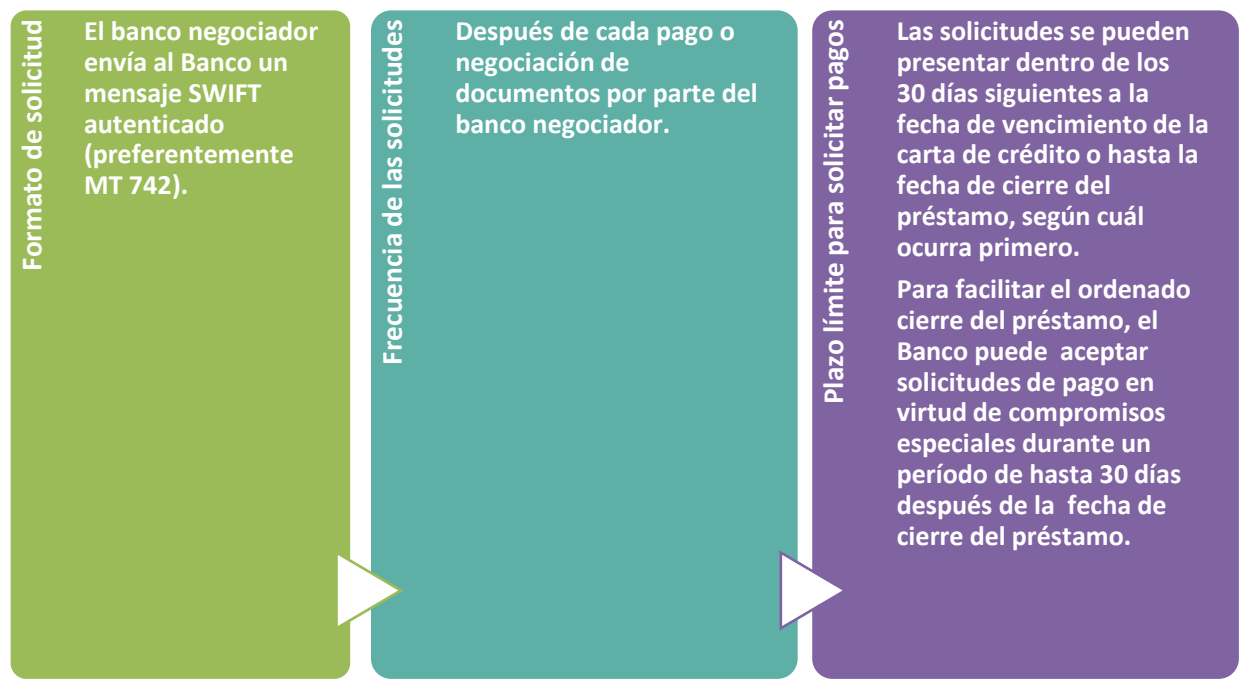 Formato de solicitud
El banco negociador
envía al Banco un
mensaje SWIFT
autenticado
(preferentemente
MT 742).
Frecuencia de las solicitudes
Después de cada pago o
negociación de
documentos por parte del
banco negociador.
Plazo límite para solicitar pagos
Las solicitudes se pueden
presentar dentro de los
30 días siguientes a la
fecha de vencimiento de la
carta de crédito o hasta la
fecha de cierre del
préstamo, según cuál
ocurra primero.
Para facilitar el ordenado
cierre del préstamo, el
Banco puede aceptar
solicitudes de pago en
virtud de compromisos
especiales durante un
período de hasta 30 días
después de la fecha de
cierre del préstamo.